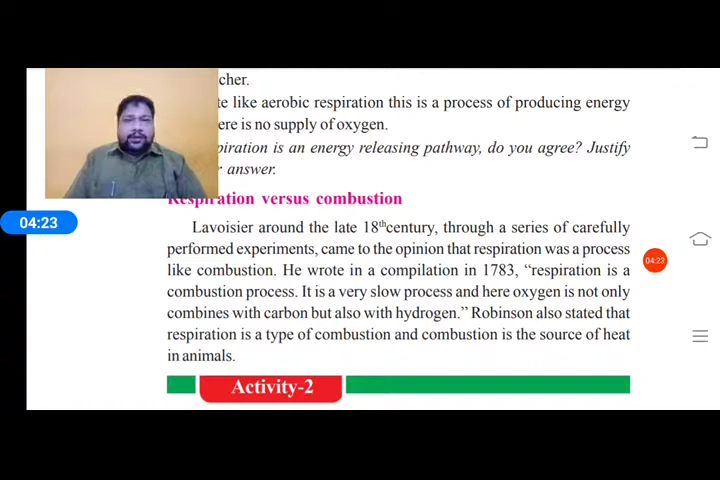 cher.
te like aerobic respiration this is a process of producing energy
ere is no supply of oxygen.
piration is an energy releasing pathway, do you agree? Justify
r answer.
Respiration versus combustion
04:23
Lavoisier around the late 18th century, through a series of carefully
performed experiments, came to the opinion that respiration was a process
like combustion. He wrote in a compilation in 1783, “respiration is a
04:23
combustion process. It is a very slow process and here oxygen is not only
combines with carbon but also with hydrogen.” Robinson also stated that
respiration is a type of combustion and combustion is the source of heat
in animals.
Activity-2